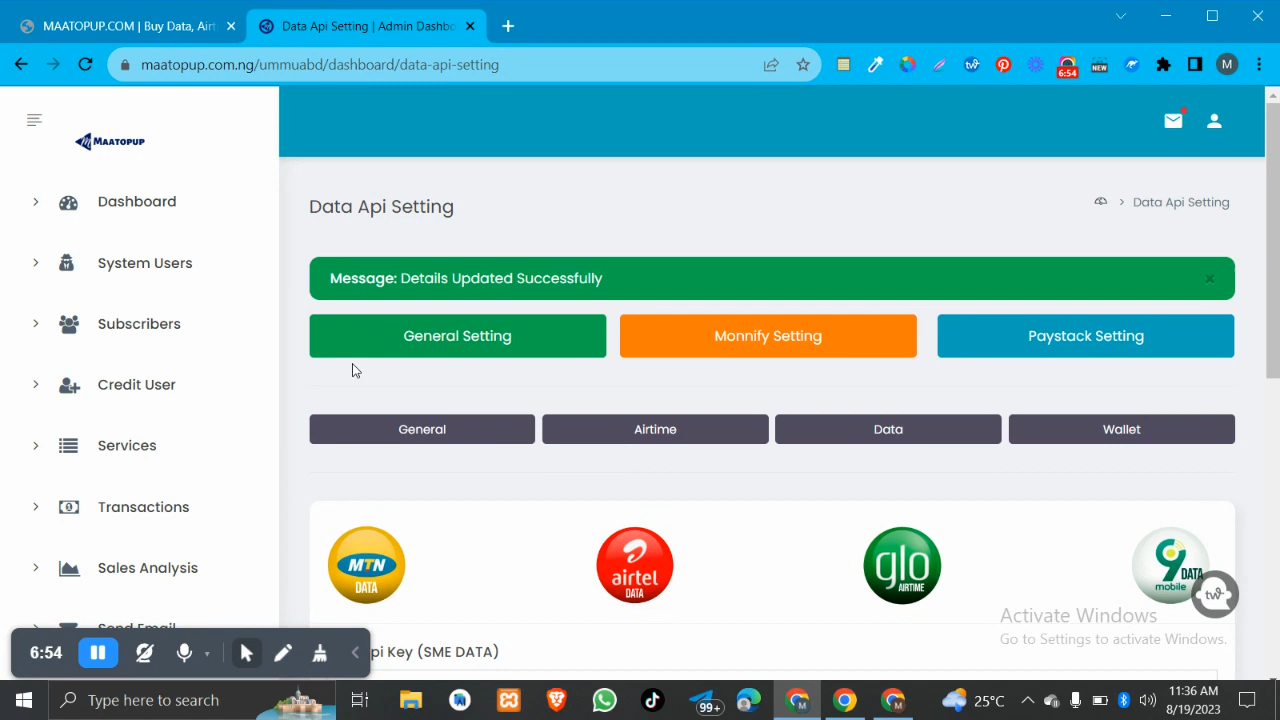 MAATOPUP.COM | Buy Data, Airt
Data Api Setting | Admin Dashbo
maatopup.com.ng/ummuabd/dashboard/data-api-setting
6:54
NEW
M
MAATOPUP
Dashboard
System Users
Subscribers
Credit User
Services
Transactions
Sales Analysis
Send Email
Data Api Setting
Data Api Setting
Message: Details Updated Successfully
General Setting
Monnify Setting
Paystack Setting
General
Airtime
Data
Wallet
MTN
DATA
airtel
DATA
glo
AIRTIME
9
DATA
mobile
Activate Windows
Go to Settings to activate Windows.
pi Key (SME DATA)
6:54
Type here to search
99+
25°C
11:36 AM
8/19/2023